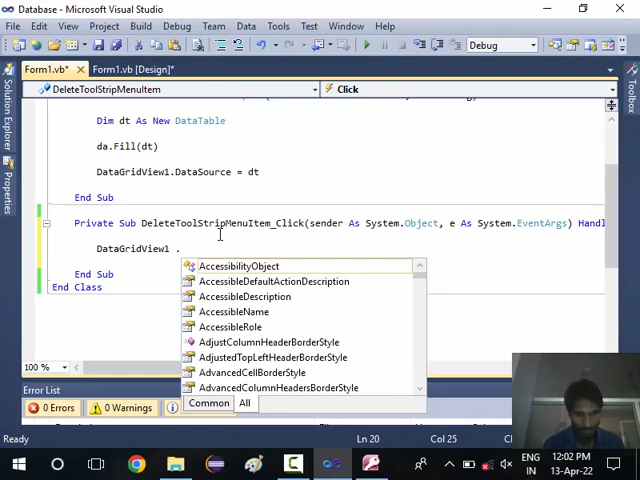 Database - Microsoft Visual Studio
File Edit View Project Build Debug Team Data Tools Test Window Help
Debug
Form1.vb* Form1.vb [Design]*
DeleteToolStripMenuItem Click
Dim dt As New DataTable
da.Fill(dt)
DataGridView1.DataSource = dt
End Sub
Private Sub DeleteToolStripMenuItem_Click(sender As System.Object, e As System.EventArgs) Handl
DataGridView1 .
End Sub
End Class
AccessibilityObject
AccessibleDefaultActionDescription
AccessibleDescription
AccessibleName
AccessibleRole
AdjustColumnHeaderBorderStyle
AdjustedTopLeftHeaderBorderStyle
AdvancedCellBorderStyle
AdvancedColumnHeadersBorderStyle
Common All
100 %
Error List
0 Errors 0 Warnings
Ready Ln 20
Solution Explorer
Properties
Toolbox
ENG
IN
12:02 PM
13-Apr-22